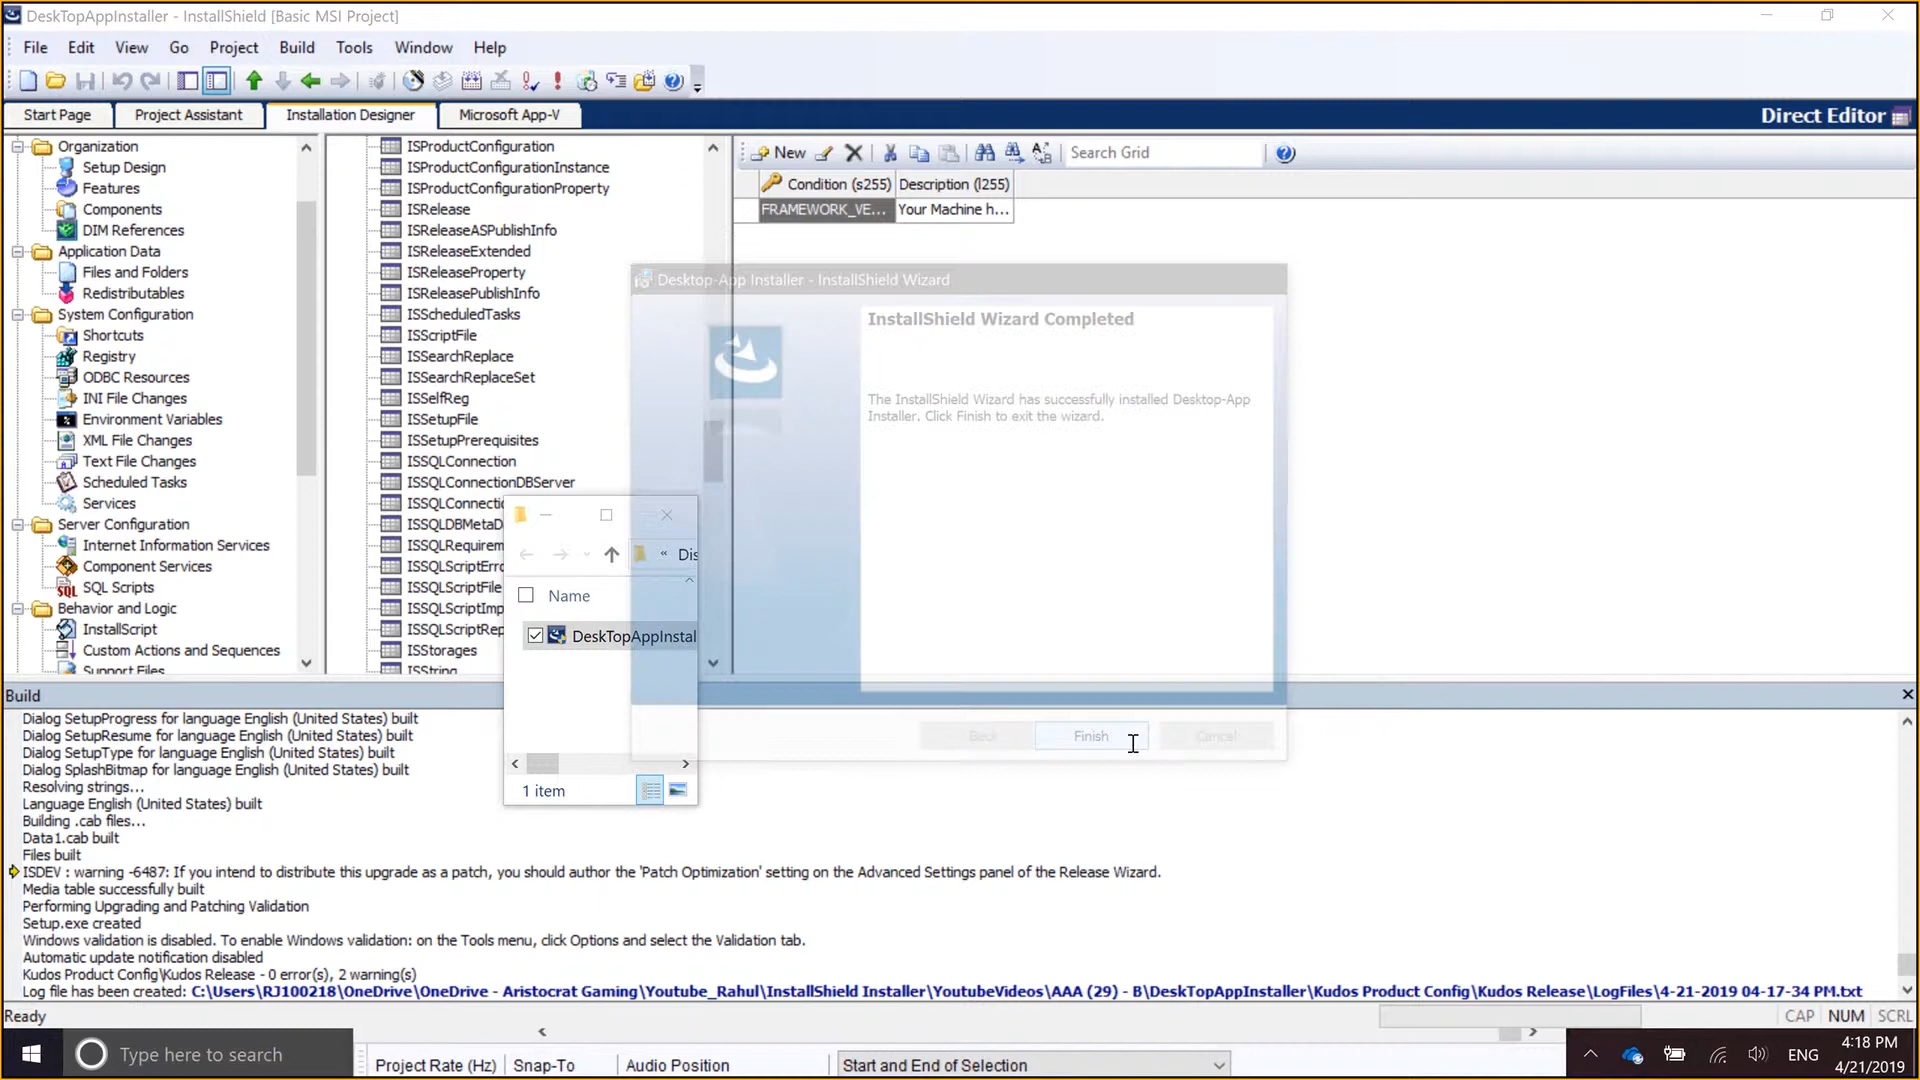 DeskTopAppInstaller - InstallShield [Basic MSI Project]
File Edit View Go Project Build Tools Window Help
Start Page Project Assistant Installation Designer Microsoft App-V Direct Editor
Organization
Setup Design
Features
Components
DIM References
Application Data
Files and Folders
Redistributables
System Configuration
Shortcuts
Registry
ODBC Resources
INI File Changes
Environment Variables
XML File Changes
Text File Changes
Scheduled Tasks
Services
Server Configuration
Internet Information Services
Component Services
SQL Scripts
Behavior and Logic
InstallScript
Custom Actions and Sequences
Support Files
ISProductConfiguration
ISProductConfigurationInstance
ISProductConfigurationProperty
ISRelease
ISReleaseASPublishInfo
ISReleaseExtended
ISReleaseProperty
ISReleasePublishInfo
ISScheduledTasks
ISScriptFile
ISSearchReplace
ISSearchReplaceSet
ISSelfReg
ISSetupFile
ISSetupPrerequisites
ISSQLConnection
ISSQLConnectionDBServer
ISSQLConnectio
ISSQLDBMetaD
ISSQLRequirem
ISSQLScriptErro
ISSQLScriptFile
ISSQLScriptImp
ISSQLScriptRep
ISStorages
ISString
New Search Grid
Condition (s255) Description (l255)
FRAMEWORK_VE... Your Machine h...
Desktop-App Installer - InstallShield Wizard
InstallShield Wizard Completed
The InstallShield Wizard has successfully installed Desktop-App
Installer. Click Finish to exit the wizard.
Back Finish Cancel
« Dis
Name
DeskTopAppInstal
1 item
Build
Dialog SetupProgress for language English (United States) built
Dialog SetupResume for language English (United States) built
Dialog SetupType for language English (United States) built
Dialog SplashBitmap for language English (United States) built
Resolving strings...
Language English (United States) built
Building .cab files...
Data1.cab built
Files built
ISDEV : warning -6487: If you intend to distribute this upgrade as a patch, you should author the 'Patch Optimization' setting on the Advanced Settings panel of the Release Wizard.
Media table successfully built
Performing Upgrading and Patching Validation
Setup.exe created
Windows validation is disabled. To enable Windows validation: on the Tools menu, click Options and select the Validation tab.
Automatic update notification disabled
Kudos Product Config\Kudos Release - 0 error(s), 2 warning(s)
Log file has been created: C:\Users\RJ100218\OneDrive\OneDrive - Aristocrat Gaming\Youtube_Rahul\InstallShield Installer\YoutubeVideos\AAA (29) - B\DeskTopAppInstaller\Kudos Product Config\Kudos Release\LogFiles\4-21-2019 04-17-34 PM.txt
Ready CAP NUM SCRL
Type here to search
Project Rate (Hz) Snap-To Audio Position Start and End of Selection
ENG
4:18 PM
4/21/2019